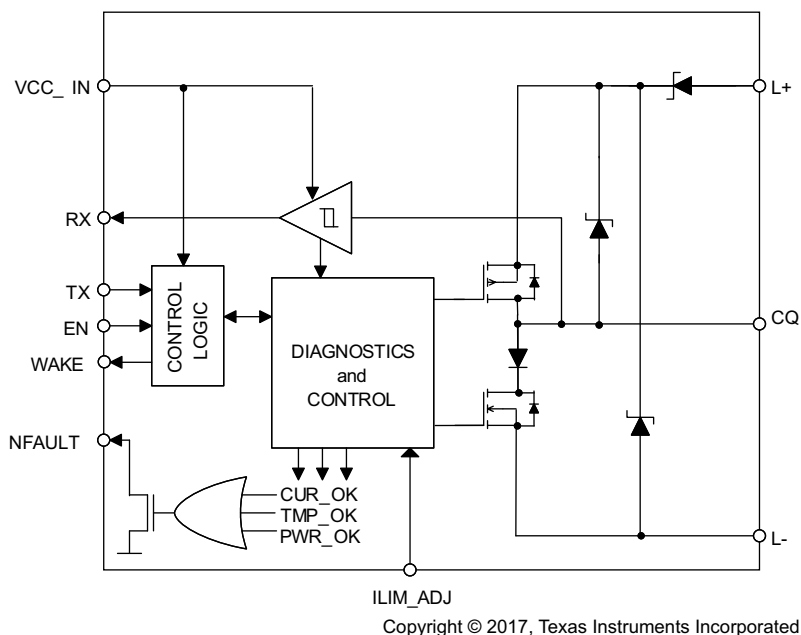 VCC_ IN
L+
RX
TX
EN
WAKE
CONTROL
LOGIC
DIAGNOSTICS
and
CONTROL
CQ
NFAULT
CUR_OK
TMP_OK
PWR_OK
L-
ILIM_ADJ
Copyright © 2017, Texas Instruments Incorporated